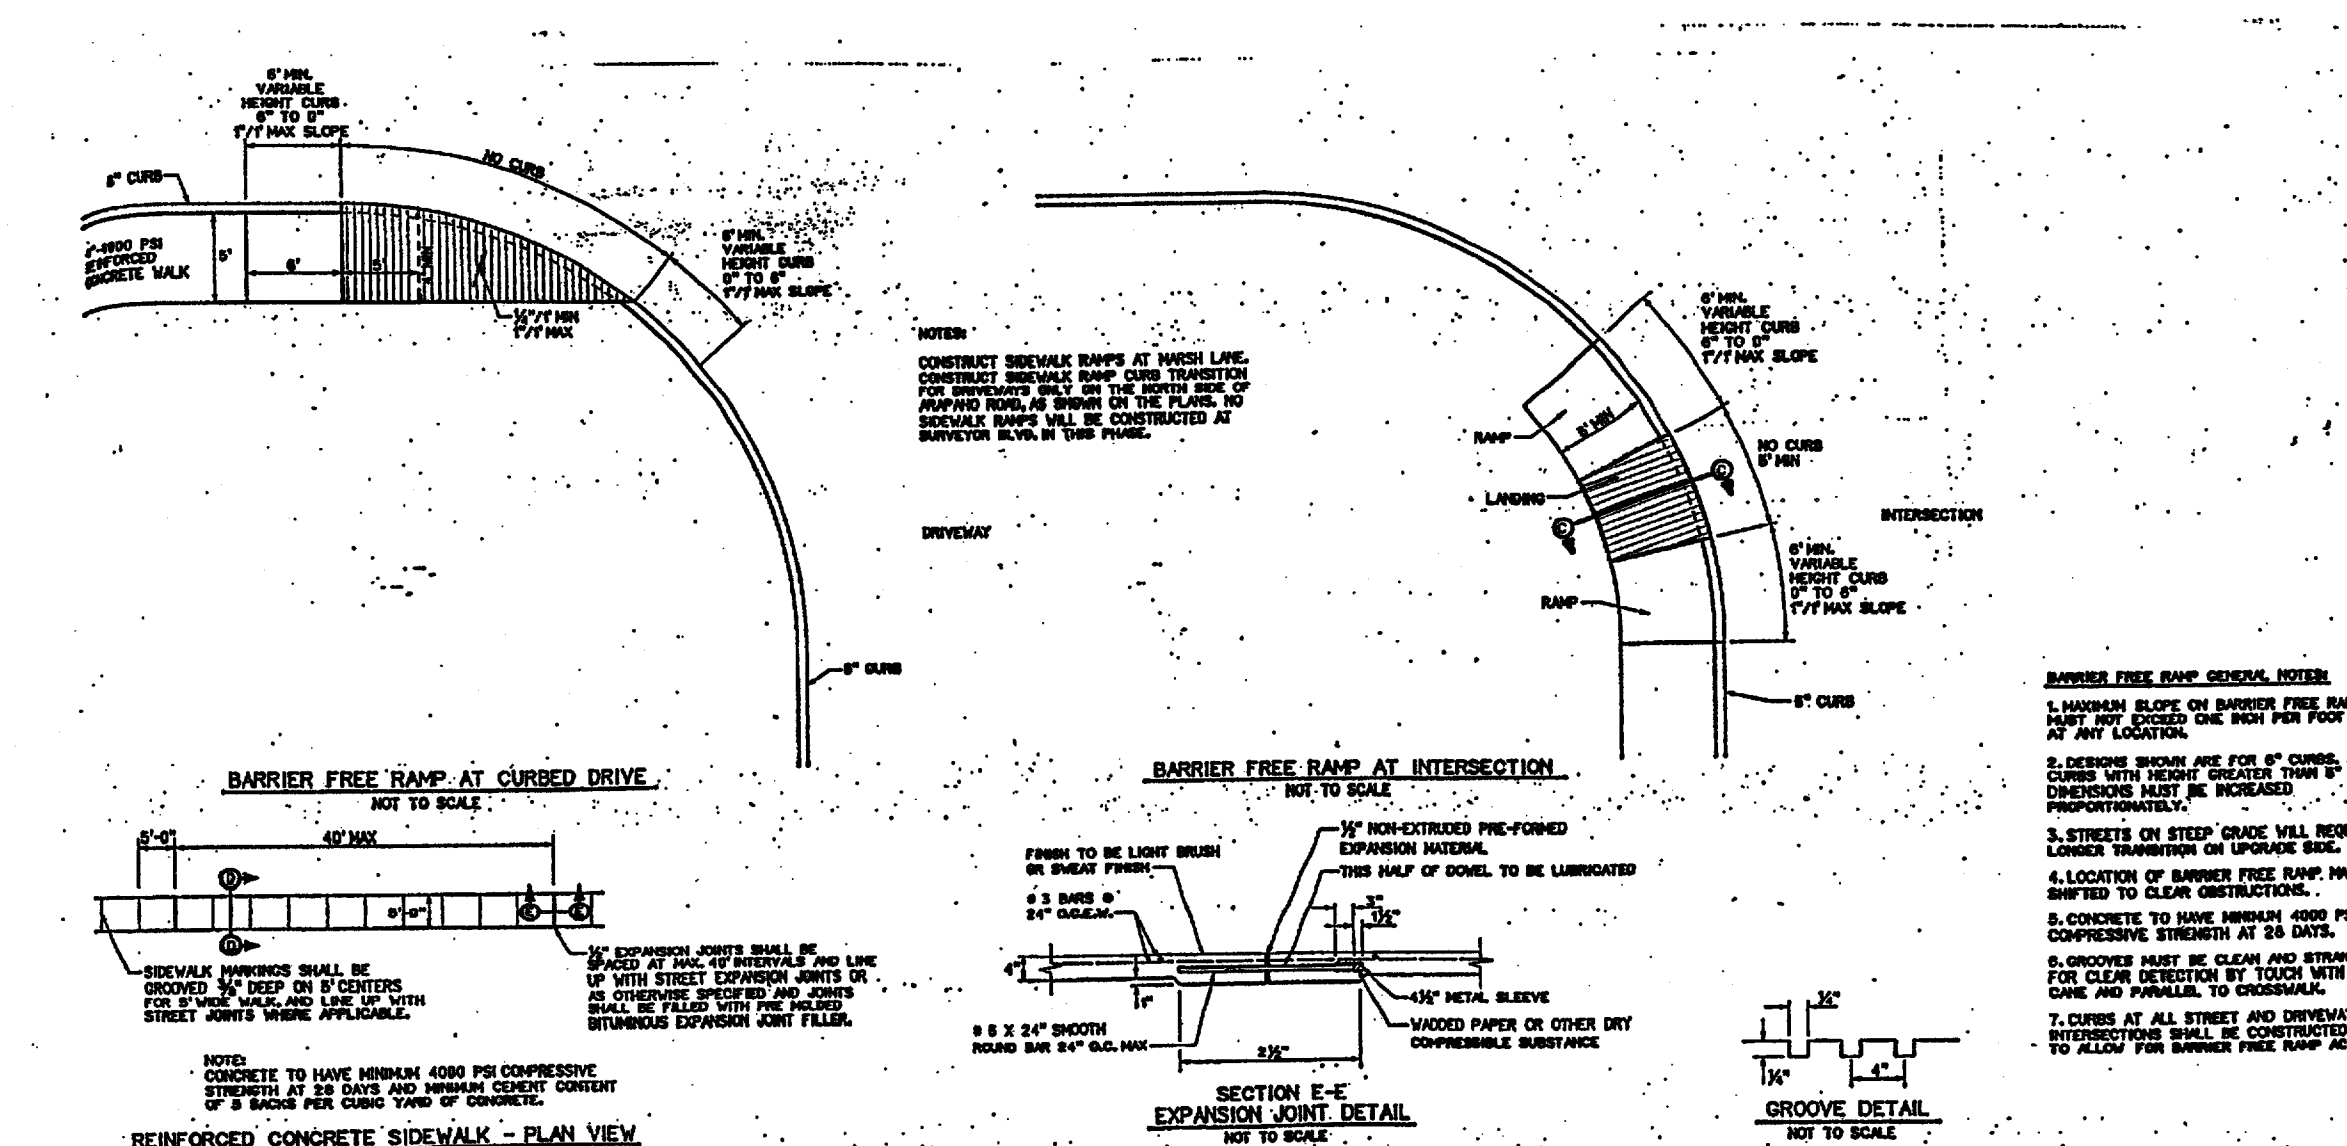 6' MIN.
VARIABLE
HEIGHT CURB
6" TO 0"
1"/1' MAX SLOPE
NO CURB
CURB
PSI
CONCRETE WALK
5'
6'
5'
1"/1' MAX
6' MIN.
VARIABLE
HEIGHT CURB
0" TO 6"
1"/1' MAX SLOPE
CURB
BARRIER FREE RAMP AT CURBED DRIVE
NOT TO SCALE
NOTES:
CONSTRUCT SIDEWALK RAMPS AT MARSH LANE.
CONSTRUCT SIDEWALK RAMP CURB TRANSITION
FOR DRIVEWAYS ONLY ON THE NORTH SIDE OF
ARAPAHO ROAD, AS SHOWN ON THE PLANS. NO
SIDEWALK RAMPS WILL BE CONSTRUCTED AT
SURVEYOR BLVD. IN THIS PHASE.
DRIVEWAY
6' MIN.
VARIABLE
HEIGHT CURB
6" TO 0"
1"/1' MAX SLOPE
RAMP
MIN
NO CURB
5' MIN
LANDING
C
C
INTERSECTION
6' MIN.
VARIABLE
HEIGHT CURB
0" TO 6"
1"/1' MAX SLOPE
RAMP
CURB
BARRIER FREE RAMP AT INTERSECTION
NOT TO SCALE
BARRIER FREE RAMP GENERAL NOTES:
1. MAXIMUM SLOPE ON BARRIER FREE
MUST NOT EXCEED ONE INCH PER FOOT
AT ANY LOCATION.
2. DESIGNS SHOWN ARE FOR 6" CURBS.
CURBS WITH HEIGHT GREATER THAN
DIMENSIONS MUST BE INCREASED
PROPORTIONATELY.
3. STREETS ON STEEP GRADE WILL
LONGER TRANSITION ON UPGRADE SIDE.
4. LOCATION OF BARRIER FREE RAMP
SHIFTED TO CLEAR OBSTRUCTIONS.
5. CONCRETE TO HAVE MINIMUM 4000
COMPRESSIVE STRENGTH AT 28 DAYS.
6. GROOVES MUST BE CLEAN AND
FOR CLEAR DETECTION BY TOUCH WITH
CANE AND PARALLEL TO CROSSWALK.
7. CURBS AT ALL STREET AND
INTERSECTIONS SHALL BE CONSTRUCTED
TO ALLOW FOR BARRIER FREE RAMP
5'-0"
40' MAX
D
D
5'-0"
E
E
SIDEWALK MARKINGS SHALL BE
GROOVED DEEP ON 5' CENTERS
FOR 5' WIDE WALK, AND LINE UP WITH
STREET JOINTS WHERE APPLICABLE.
½" EXPANSION JOINTS SHALL BE
SPACED AT MAX. 40' INTERVALS AND LINE
UP WITH STREET EXPANSION JOINTS OR
AS OTHERWISE SPECIFIED AND JOINTS
SHALL BE FILLED WITH PRE MOLDED
BITUMINOUS EXPANSION JOINT FILLER.
NOTE:
CONCRETE TO HAVE MINIMUM 4000 PSI COMPRESSIVE
STRENGTH AT 28 DAYS AND MINIMUM CEMENT CONTENT
OF 5 SACKS PER CUBIC YARD OF CONCRETE.
REINFORCED CONCRETE SIDEWALK - PLAN VIEW
½" NON-EXTRUDED PRE-FORMED
EXPANSION MATERIAL
FINISH TO BE LIGHT BRUSH
OR SWEAT FINISH
THIS HALF OF DOWEL TO BE LUBRICATED
# 3 BARS @
24" O.C.E.W.
3"
1½"
4"
1"
4½" METAL SLEEVE
WADDED PAPER OR OTHER DRY
COMPRESSIBLE SUBSTANCE
# 6 X 24" SMOOTH
ROUND BAR 24" O.C. MAX
2½"
SECTION E-E
EXPANSION JOINT DETAIL
NOT TO SCALE
¼"
¼"
4"
GROOVE DETAIL
NOT TO SCALE